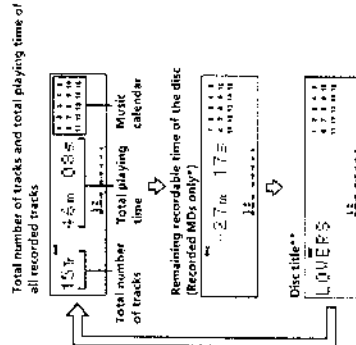 Total number of tracks and total playing time of
all recorded tracks
15tr 46m 08s
Total number
of tracks
Total playing
time
Music
calendar
Remaining recordable time of the disc
(Recorded MDs only*)
-27m 17s
Disc title**
LOVERS